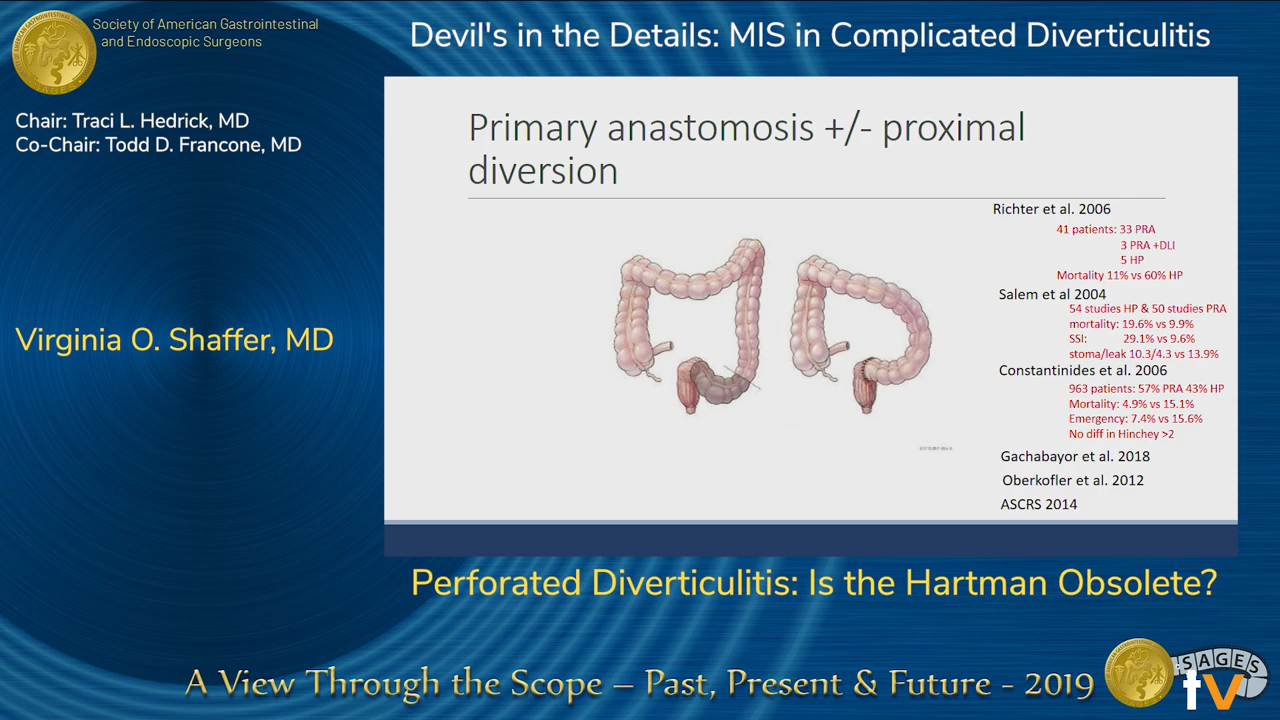 Society of American Gastrointestinal
and Endoscopic Surgeons
Devil's in the Details: MIS in Complicated Diverticulitis
Chair: Traci L. Hedrick, MD
Co-Chair: Todd D. Francone, MD
Virginia O. Shaffer, MD
Primary anastomosis +/- proximal
diversion
Richter et al. 2006
41 patients: 33 PRA
3 PRA +DLI
5 HP
Mortality 11% vs 60% HP
Salem et al 2004
54 studies HP & 50 studies PRA
mortality: 19.6% vs 9.9%
SSI: 29.1% vs 9.6%
stoma/leak 10.3/4.3 vs 13.9%
Constantinides et al. 2006
963 patients: 57% PRA 43% HP
Mortality: 4.9% vs 15.1%
Emergency: 7.4% vs 15.6%
No diff in Hinchey >2
Gachabayor et al. 2018
Oberkofler et al. 2012
ASCRS 2014
Perforated Diverticulitis: Is the Hartman Obsolete?
A View Through the Scope – Past, Present & Future - 2019
SAGES
tv